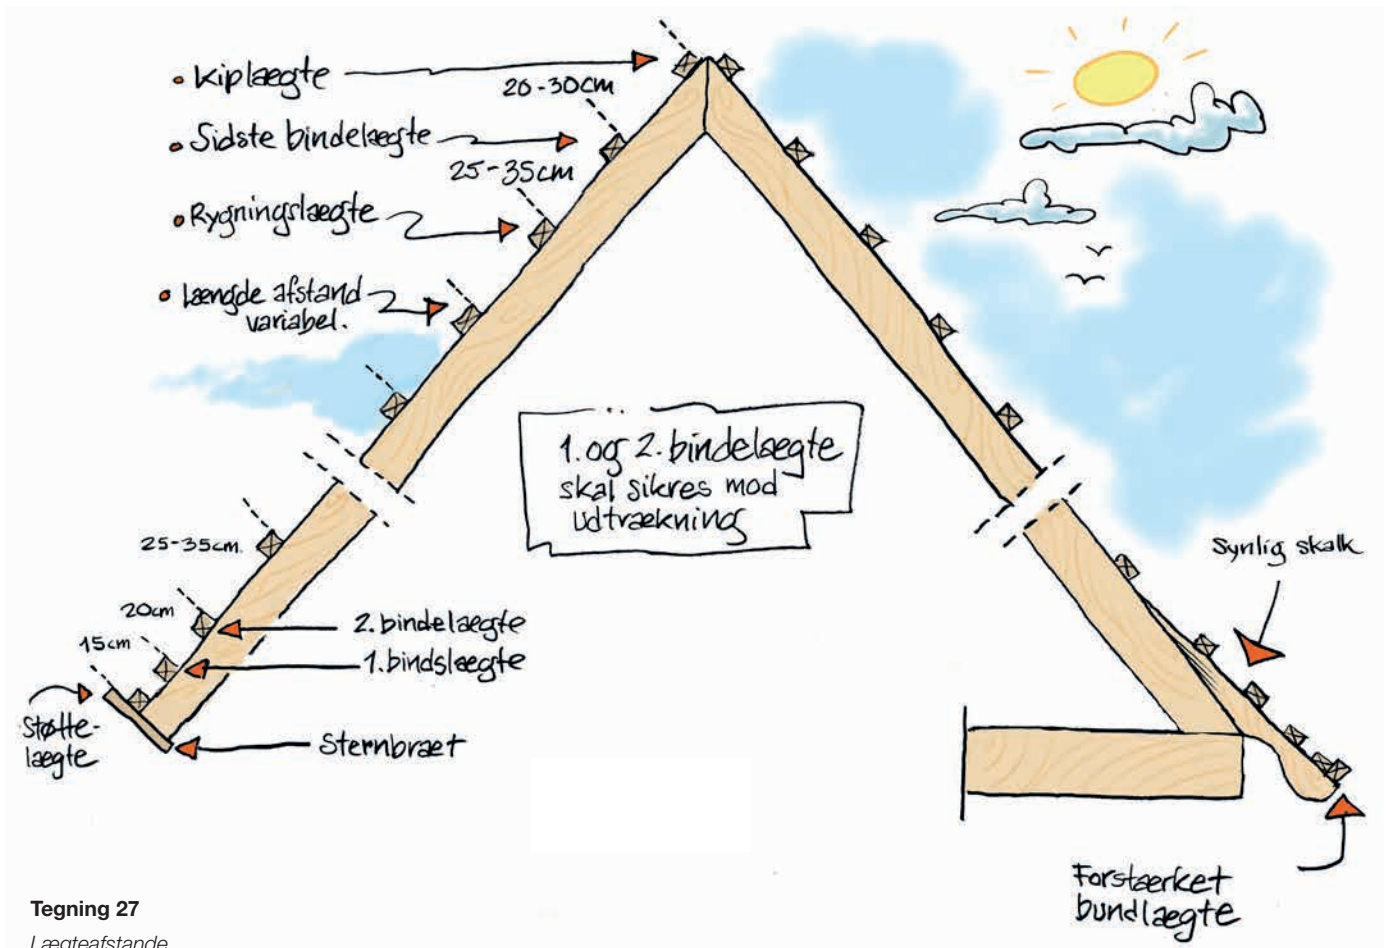 • Kiplægte
20-30cm
• Sidste bindelægte
25-35cm
• Rygningslægte
• Længde afstand
variabel.
1. og 2. bindelægte
skal sikres mod
udtrækning
25-35cm.
20cm
15cm
2. bindelægte
1. bindslægte
Støtte-
lægte
Sternbræt
Synlig skalk
Forstærket
bundlægte
Tegning 27
Lægteafstande